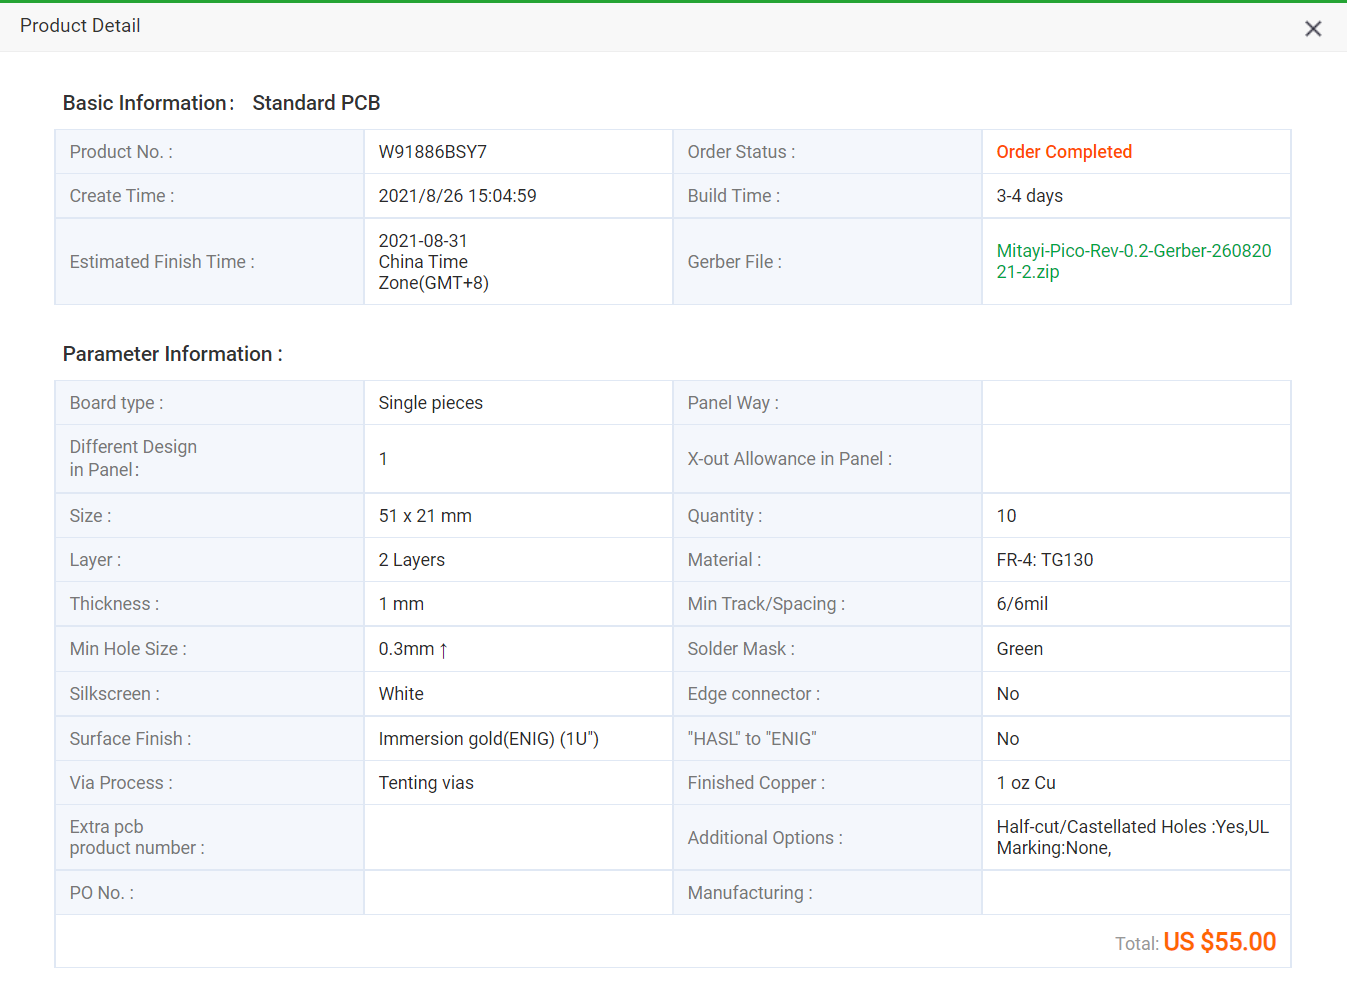 Product Detail
Basic Information: Standard PCB
Product No. :
W91886BSY7
Order Status :
Order Completed
Create Time :
2021/8/26 15:04:59
Build Time :
3-4 days
Estimated Finish Time :
2021-08-31
China Time
Zone(GMT+8)
Gerber File :
Mitayi-Pico-Rev-0.2-Gerber-260820
21-2.zip
Parameter Information :
Board type :
Single pieces
Panel Way :
Different Design
in Panel:
1
X-out Allowance in Panel :
Size :
51 x 21 mm
Quantity :
10
Layer :
2 Layers
Material :
FR-4: TG130
Thickness :
1 mm
Min Track/Spacing :
6/6mil
Min Hole Size :
0.3mm ↑
Solder Mask :
Green
Silkscreen :
White
Edge connector :
No
Surface Finish :
Immersion gold(ENIG) (1U")
"HASL" to "ENIG"
No
Via Process :
Tenting vias
Finished Copper :
1 oz Cu
Extra pcb
product number :
Additional Options :
Half-cut/Castellated Holes :Yes,UL
Marking:None,
PO No. :
Manufacturing :
Total: US $55.00